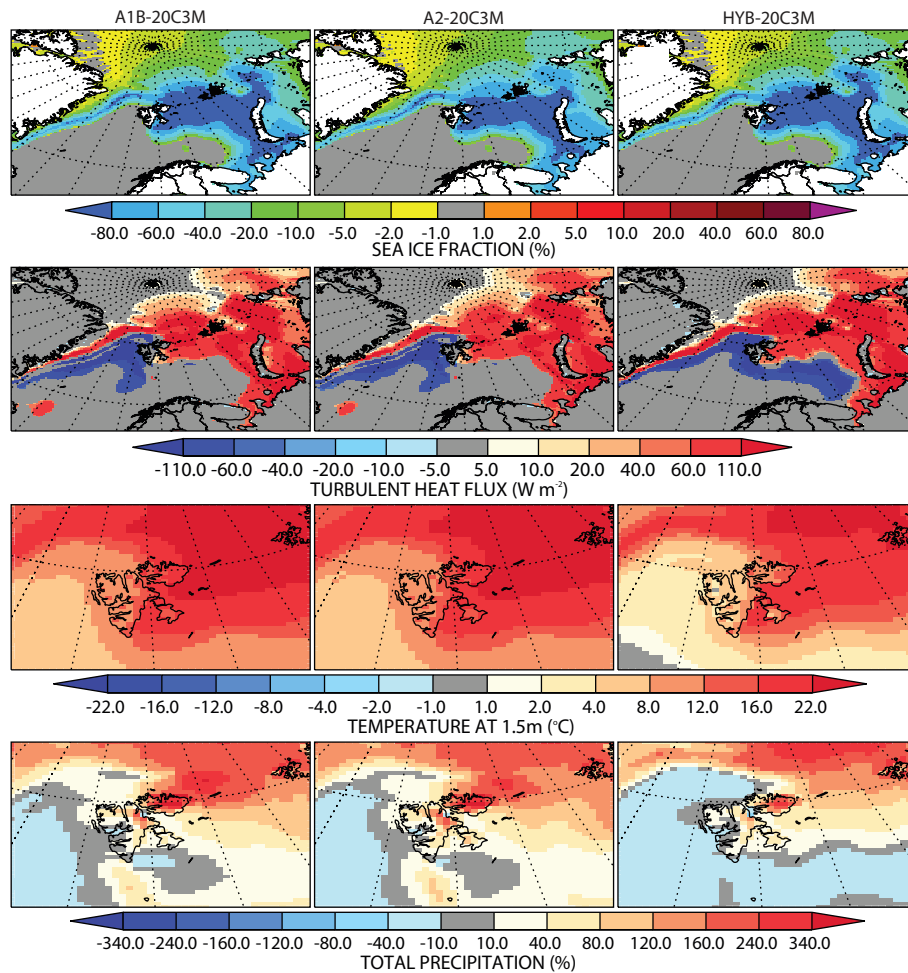 A1B-20C3M A2-20C3M HYB-20C3M
-80.0 -60.0 -40.0 -20.0 -10.0 -5.0 -2.0 -1.0 1.0 2.0 5.0 10.0 20.0 40.0 60.0 80.0
SEA ICE FRACTION (%)
-110.0 -60.0 -40.0 -20.0 -10.0 -5.0 5.0 10.0 20.0 40.0 60.0 110.0
TURBULENT HEAT FLUX (W m⁻²)
-22.0 -16.0 -12.0 -8.0 -4.0 -2.0 -1.0 1.0 2.0 4.0 8.0 12.0 16.0 22.0
TEMPERATURE AT 1.5m (°C)
-340.0 -240.0 -160.0 -120.0 -80.0 -40.0 -10.0 10.0 40.0 80.0 120.0 160.0 240.0 340.0
TOTAL PRECIPITATION (%)